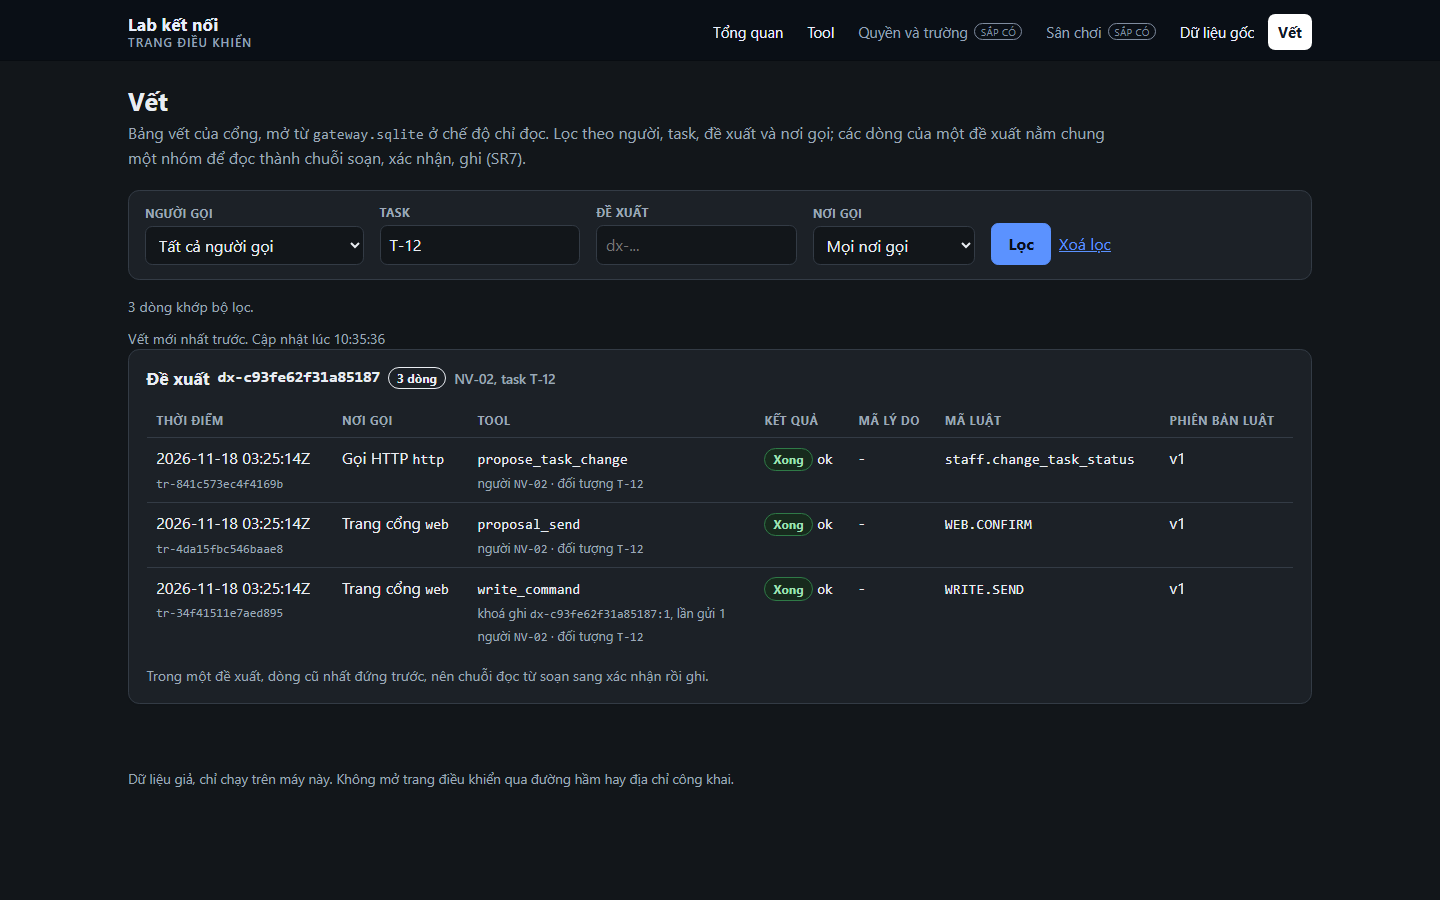 Lab kết nối
TRANG ĐIỀU KHIỂN
Tổng quan Tool Quyền và trường SẮP CÓ Sân chơi SẮP CÓ Dữ liệu gốc Vết
Vết
Bảng vết của cổng, mở từ gateway.sqlite ở chế độ chỉ đọc. Lọc theo người, task, đề xuất và nơi gọi; các dòng của một đề xuất nằm chung
một nhóm để đọc thành chuỗi soạn, xác nhận, ghi (SR7).
NGƯỜI GỌI TASK ĐỀ XUẤT NƠI GỌI
Tất cả người gọi T-12 dx-... Mọi nơi gọi Lọc Xoá lọc
3 dòng khớp bộ lọc.
Vết mới nhất trước. Cập nhật lúc 10:35:36
Đề xuất dx-c93fe62f31a85187 3 dòng NV-02, task T-12
THỜI ĐIỂM NƠI GỌI TOOL KẾT QUẢ MÃ LÝ DO MÃ LUẬT PHIÊN BẢN LUẬT
2026-11-18 03:25:14Z Gọi HTTP http propose_task_change Xong ok - staff.change_task_status v1
tr-841c573ec4f4169b người NV-02 · đối tượng T-12
2026-11-18 03:25:14Z Trang cổng web proposal_send Xong ok - WEB.CONFIRM v1
tr-4da15fbc546baae8 người NV-02 · đối tượng T-12
2026-11-18 03:25:14Z Trang cổng web write_command Xong ok - WRITE.SEND v1
tr-34f41511e7aed895 khoá ghi dx-c93fe62f31a85187:1, lần gửi 1
người NV-02 · đối tượng T-12
Trong một đề xuất, dòng cũ nhất đứng trước, nên chuỗi đọc từ soạn sang xác nhận rồi ghi.
Dữ liệu giả, chỉ chạy trên máy này. Không mở trang điều khiển qua đường hầm hay địa chỉ công khai.